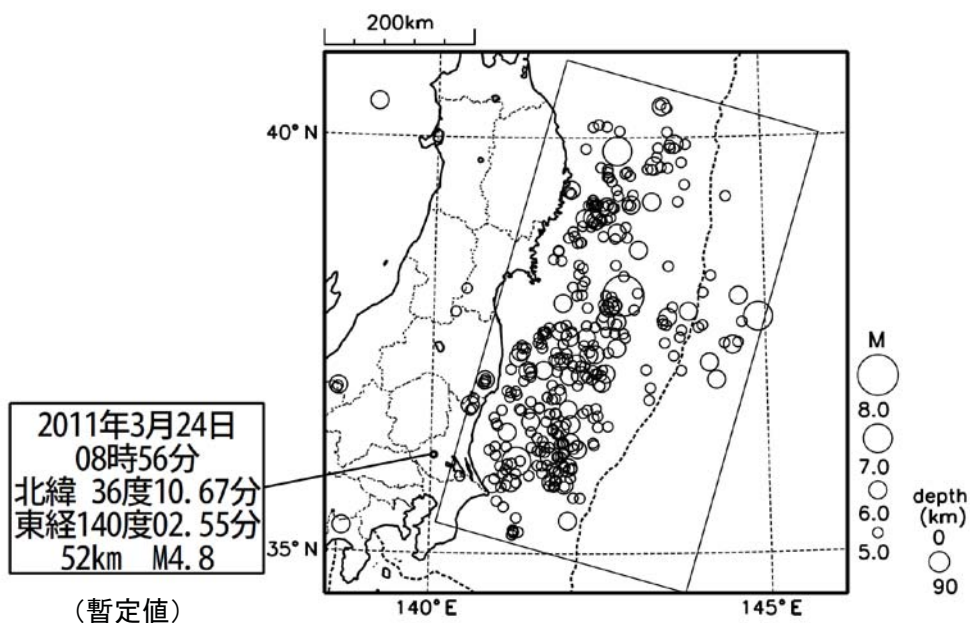 200km
40°N
2011年3月24日
08時56分
北緯 36度10.67分
東経140度02.55分
52km M4.8
(暫定値)
35°N
140°E
145°E
M
8.0
7.0
6.0
5.0
depth
(km)
0
90